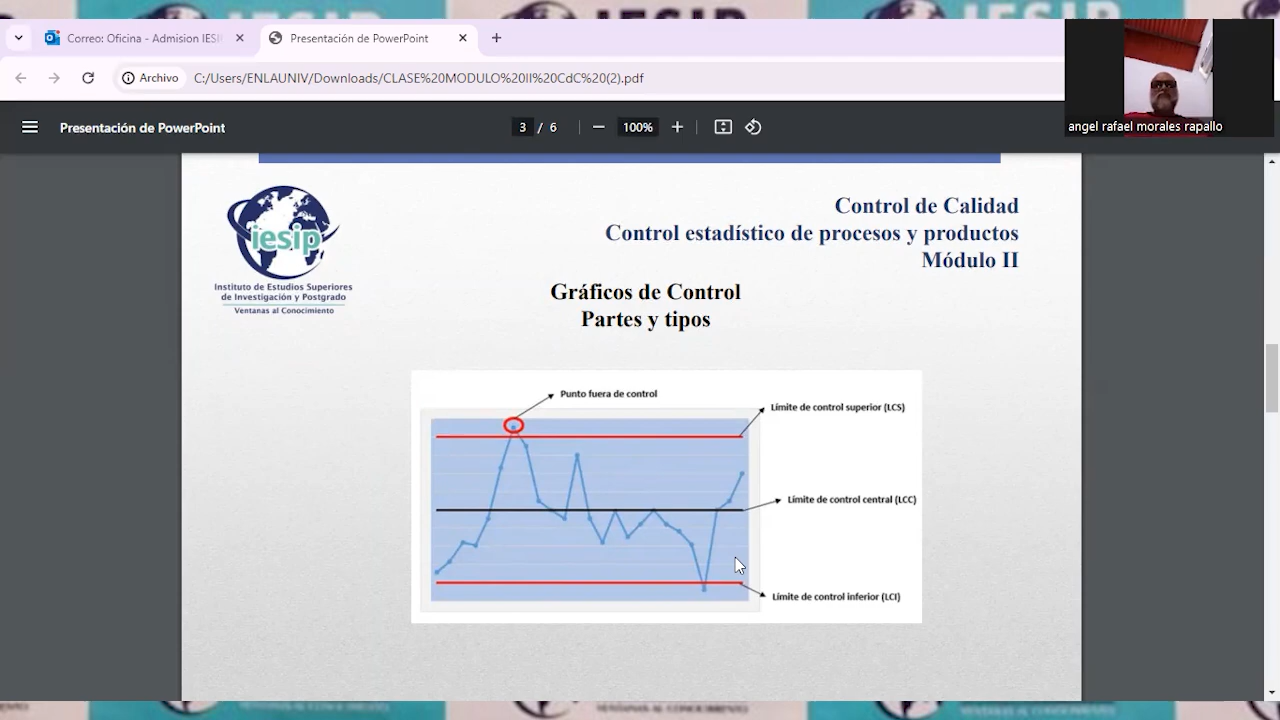 Correo: Oficina - Admision IESI
Presentación de PowerPoint
Archivo
C:/Users/ENLAUNIV/Downloads/CLASE%20MODULO%20II%20CdC%20(2).pdf
angel rafael morales rapallo
Presentación de PowerPoint
3 / 6
100%
iesip
Instituto de Estudios Superiores
de Investigación y Postgrado
Ventanas al Conocimiento
Control de Calidad
Control estadístico de procesos y productos
Módulo II
Gráficos de Control
Partes y tipos
Punto fuera de control
Límite de control superior (LCS)
Límite de control central (LCC)
Límite de control inferior (LCI)